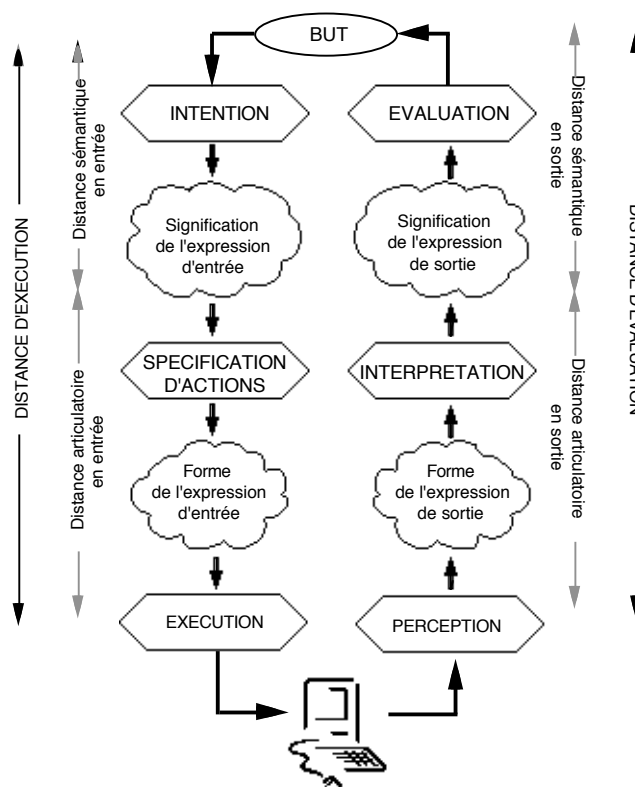 BUT
INTENTION
EVALUATION
Signification
de l'expression
d'entrée
Signification
de l'expression
de sortie
SPECIFICATION
D'ACTIONS
INTERPRETATION
Forme
de l'expression
d'entrée
Forme
de l'expression
de sortie
EXECUTION
PERCEPTION
DISTANCE D'EXECUTION
Distance sémantique
en entrée
Distance articulatoire
en entrée
Distance sémantique
en sortie
Distance articulatoire
en sortie
DISTANCE D'EVALUATION